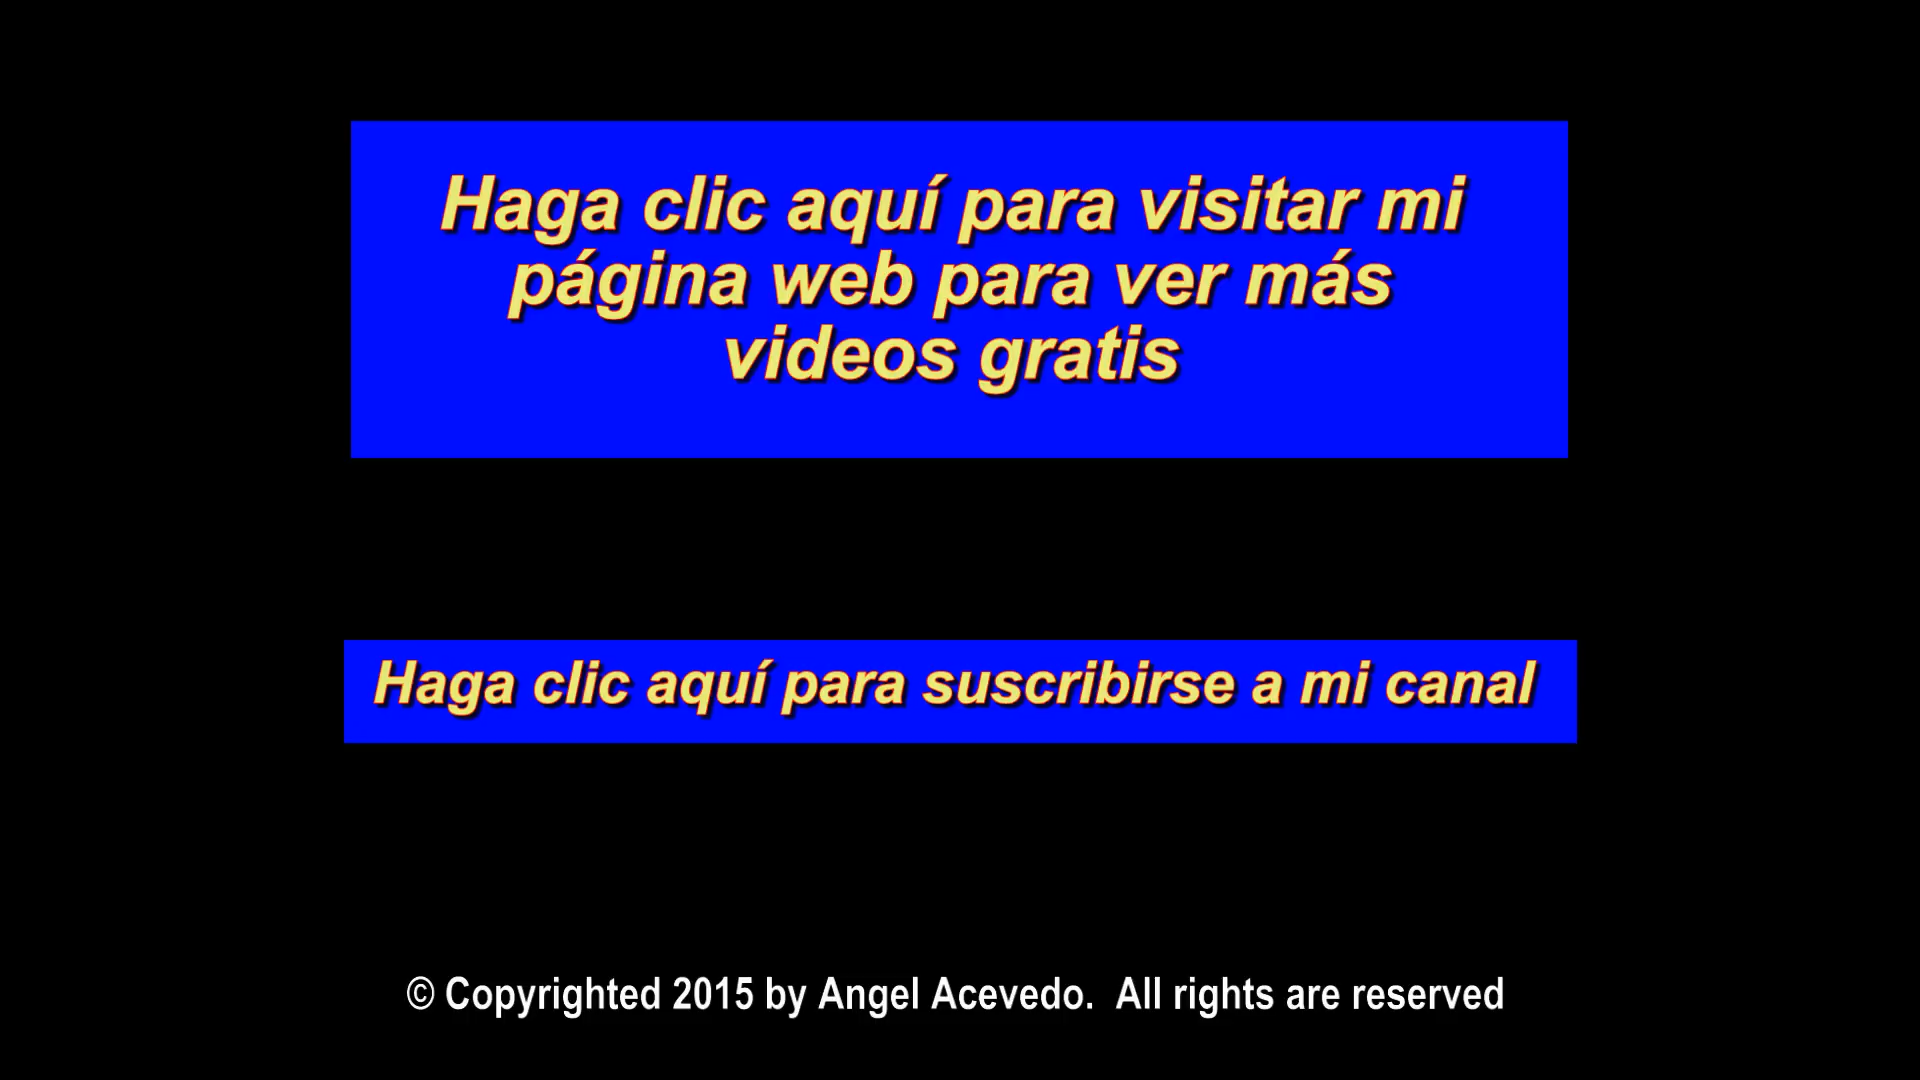 Haga clic aquí para visitar mi
página web para ver más
videos gratis
Haga clic aquí para suscribirse a mi canal
© Copyrighted 2015 by Angel Acevedo.  All rights are reserved